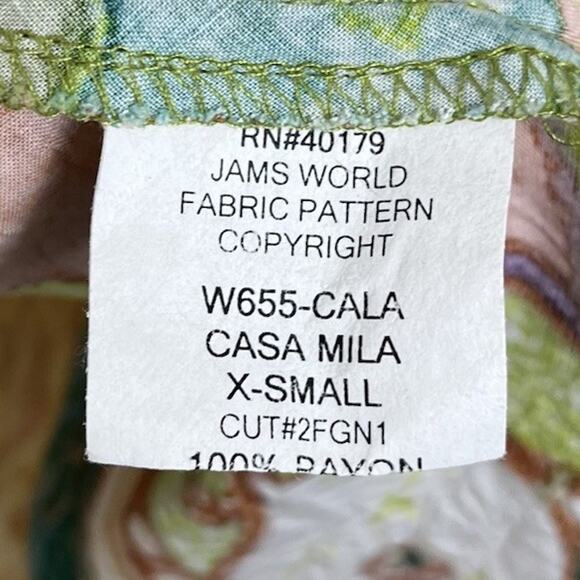 RN#40179
JAMS WORLD
FABRIC PATTERN
COPYRIGHT
W655-CALA
CASA MILA
X-SMALL
CUT#2FGN1
100% RAYON